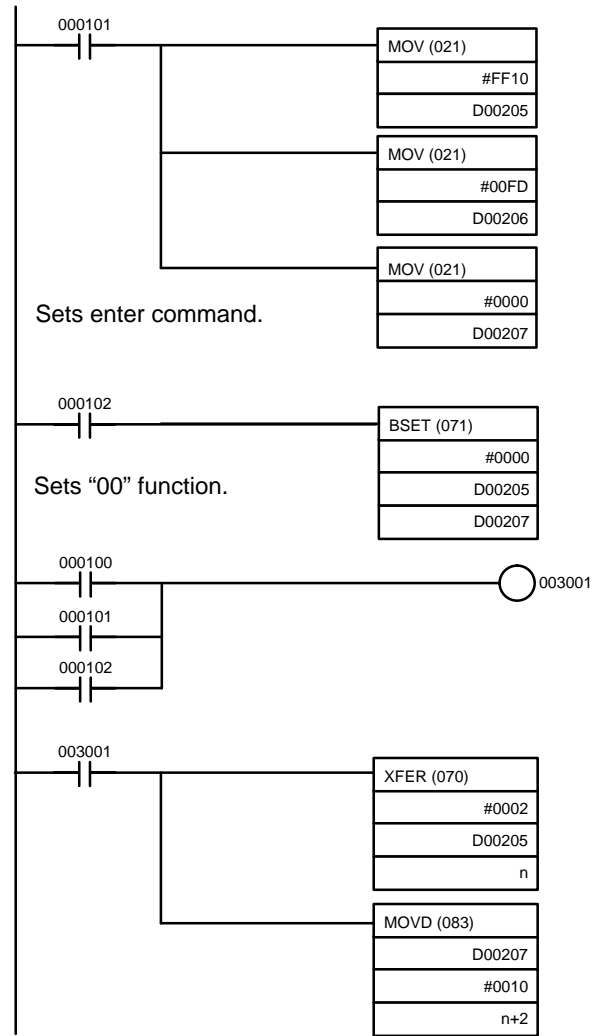 000101
MOV (021)
#FF10
D00205
MOV (021)
#00FD
D00206
MOV (021)
#0000
D00207
Sets enter command.
000102
BSET (071)
#0000
D00205
D00207
Sets “00” function.
000100
003001
000101
000102
003001
XFER (070)
#0002
D00205
n
MOVD (083)
D00207
#0010
n+2